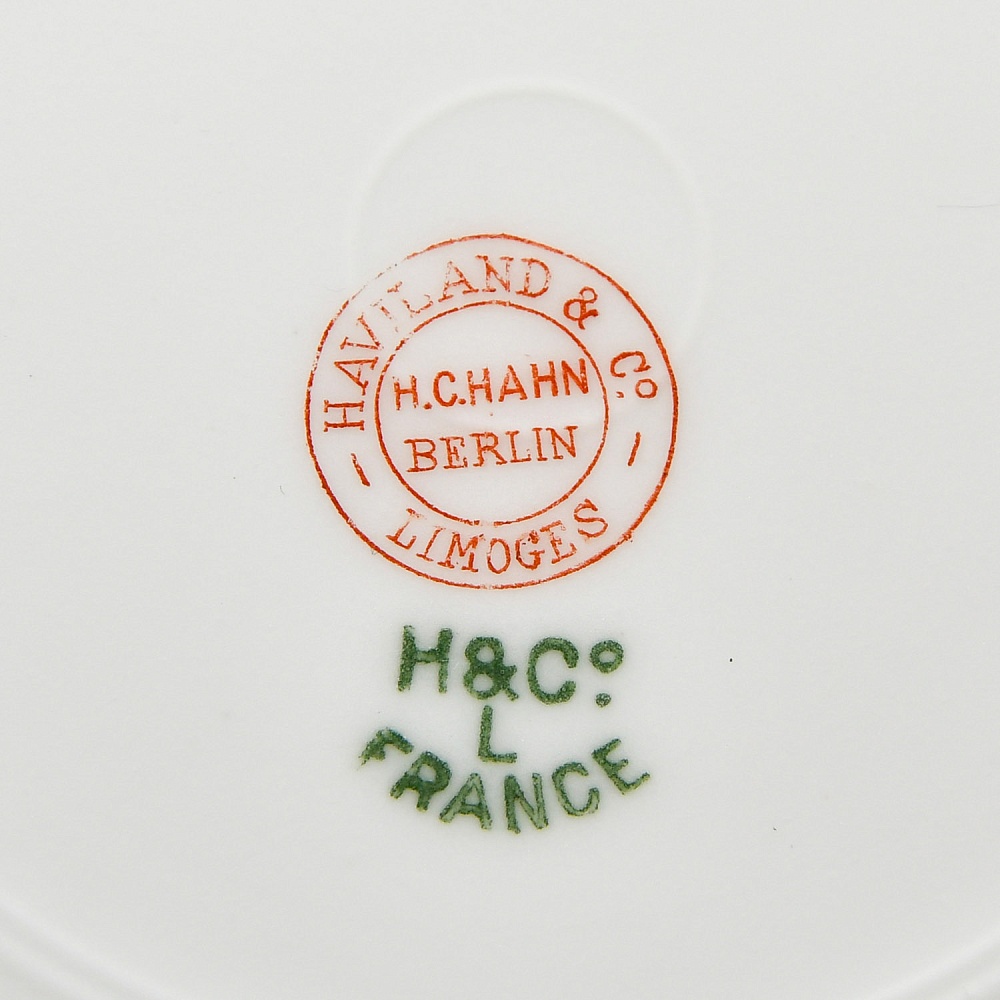 HAVILAND & Co
H.C.HAHN
BERLIN
- LIMOGES -
H&Co
L
FRANCE